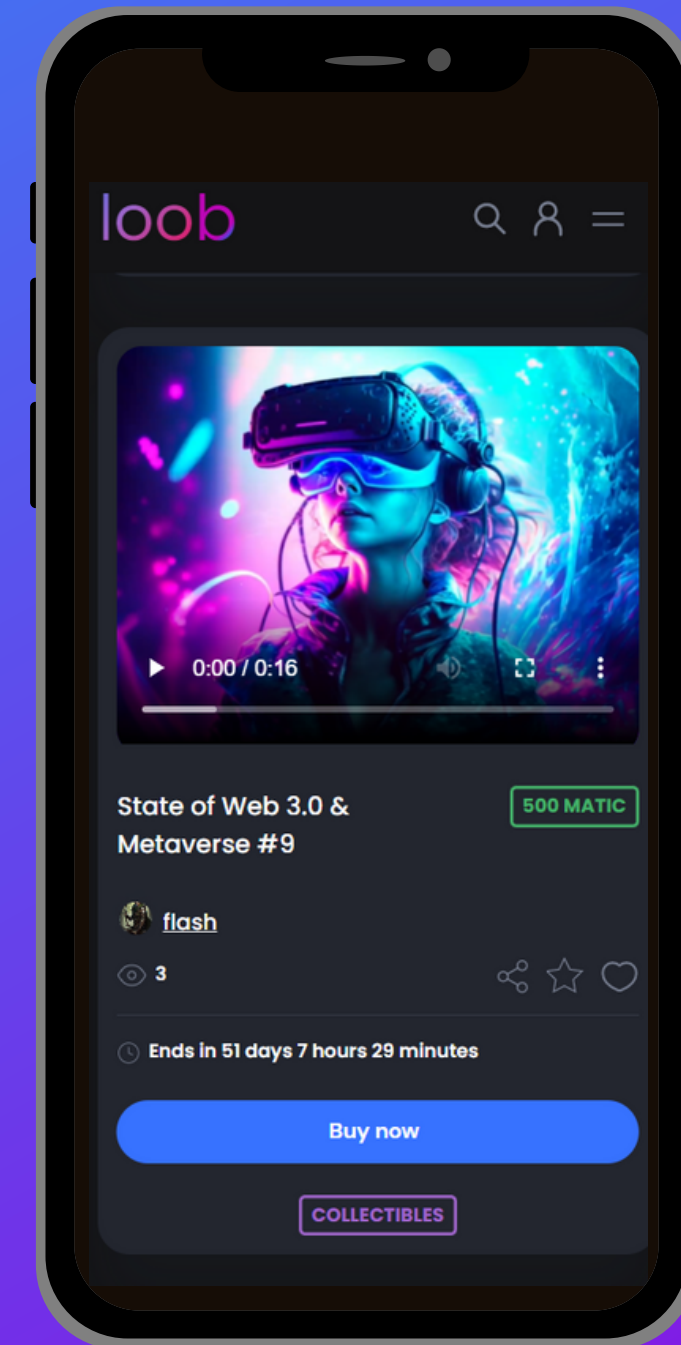 loob
0:00 / 0:16
State of Web 3.0 &
Metaverse #9
500 MATIC
flash
3
Ends in 51 days 7 hours 29 minutes
Buy now
COLLECTIBLES